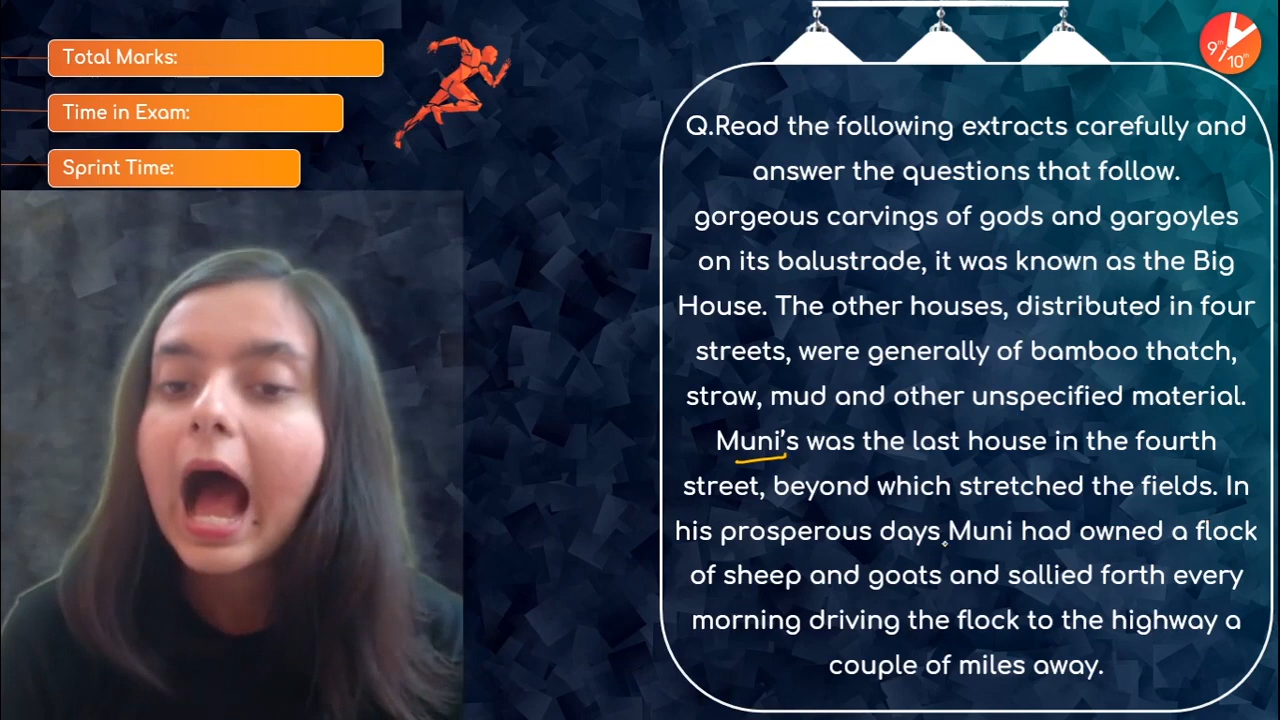 Total Marks:
Time in Exam:
Sprint Time:
9th
10th
Q.Read the following extracts carefully and
answer the questions that follow.
gorgeous carvings of gods and gargoyles
on its balustrade, it was known as the Big
House. The other houses, distributed in four
streets, were generally of bamboo thatch,
straw, mud and other unspecified material.
Muni's was the last house in the fourth
street, beyond which stretched the fields. In
his prosperous days Muni had owned a flock
of sheep and goats and sallied forth every
morning driving the flock to the highway a
couple of miles away.